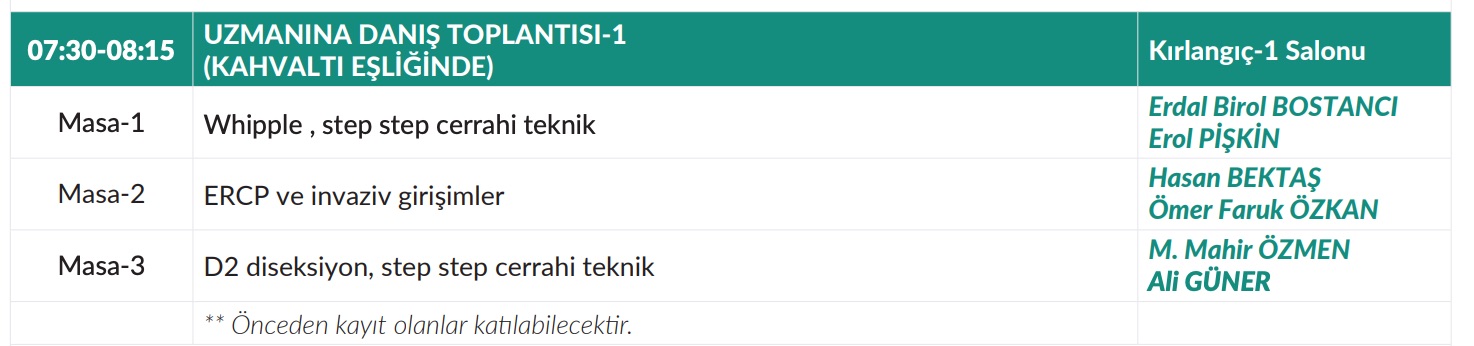 07:30-08:15
UZMANINA DANIŞ TOPLANTISI-1
(KAHVALTI EŞLİĞİNDE)
Kırlangıç-1 Salonu
Masa-1
Whipple , step step cerrahi teknik
Erdal Birol BOSTANCI
Erol PİŞKİN
Masa-2
ERCP ve invaziv girişimler
Hasan BEKTAŞ
Ömer Faruk ÖZKAN
Masa-3
D2 diseksiyon, step step cerrahi teknik
M. Mahir ÖZMEN
Ali GÜNER
** Önceden kayıt olanlar katılabilecektir.